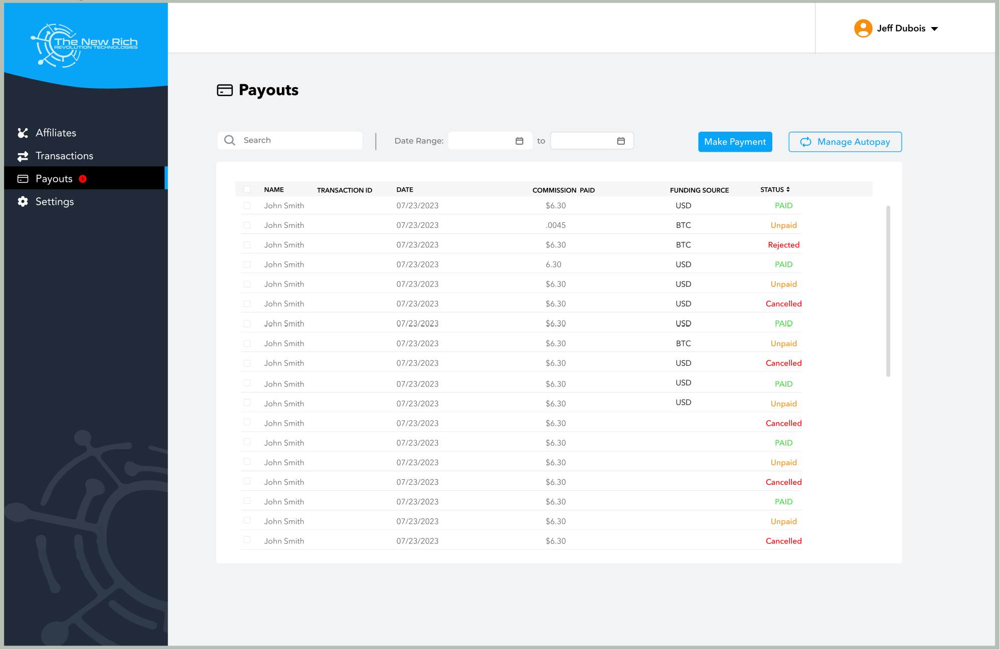 The New Rich
REVOLUTION TECHNOLOGIES
Jeff Dubois
Payouts
Affiliates
Transactions
Payouts
Settings
Search
Date Range: to
Make Payment
Manage Autopay
NAME TRANSACTION ID DATE COMMISSION PAID FUNDING SOURCE STATUS
John Smith 07/23/2023 $6.30 USD PAID
John Smith 07/23/2023 .0045 BTC Unpaid
John Smith 07/23/2023 $6.30 BTC Rejected
John Smith 07/23/2023 6.30 USD PAID
John Smith 07/23/2023 $6.30 USD Unpaid
John Smith 07/23/2023 $6.30 USD Cancelled
John Smith 07/23/2023 $6.30 USD PAID
John Smith 07/23/2023 $6.30 BTC Unpaid
John Smith 07/23/2023 $6.30 USD Cancelled
John Smith 07/23/2023 $6.30 USD PAID
John Smith 07/23/2023 $6.30 USD Unpaid
John Smith 07/23/2023 $6.30 Cancelled
John Smith 07/23/2023 $6.30 PAID
John Smith 07/23/2023 $6.30 Unpaid
John Smith 07/23/2023 $6.30 Cancelled
John Smith 07/23/2023 $6.30 PAID
John Smith 07/23/2023 $6.30 Unpaid
John Smith 07/23/2023 $6.30 Cancelled